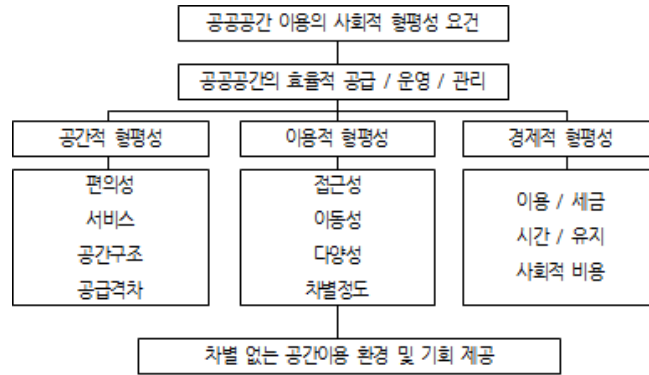 공공공간 이용의 사회적 형평성 요건
공공공간의 효율적 공급 / 운영 / 관리
공간적 형평성
이용적 형평성
경제적 형평성
편의성
서비스
공간구조
공급격차
접근성
이동성
다양성
차별정도
이용 / 세금
시간 / 유지
사회적 비용
차별 없는 공간이용 환경 및 기회 제공